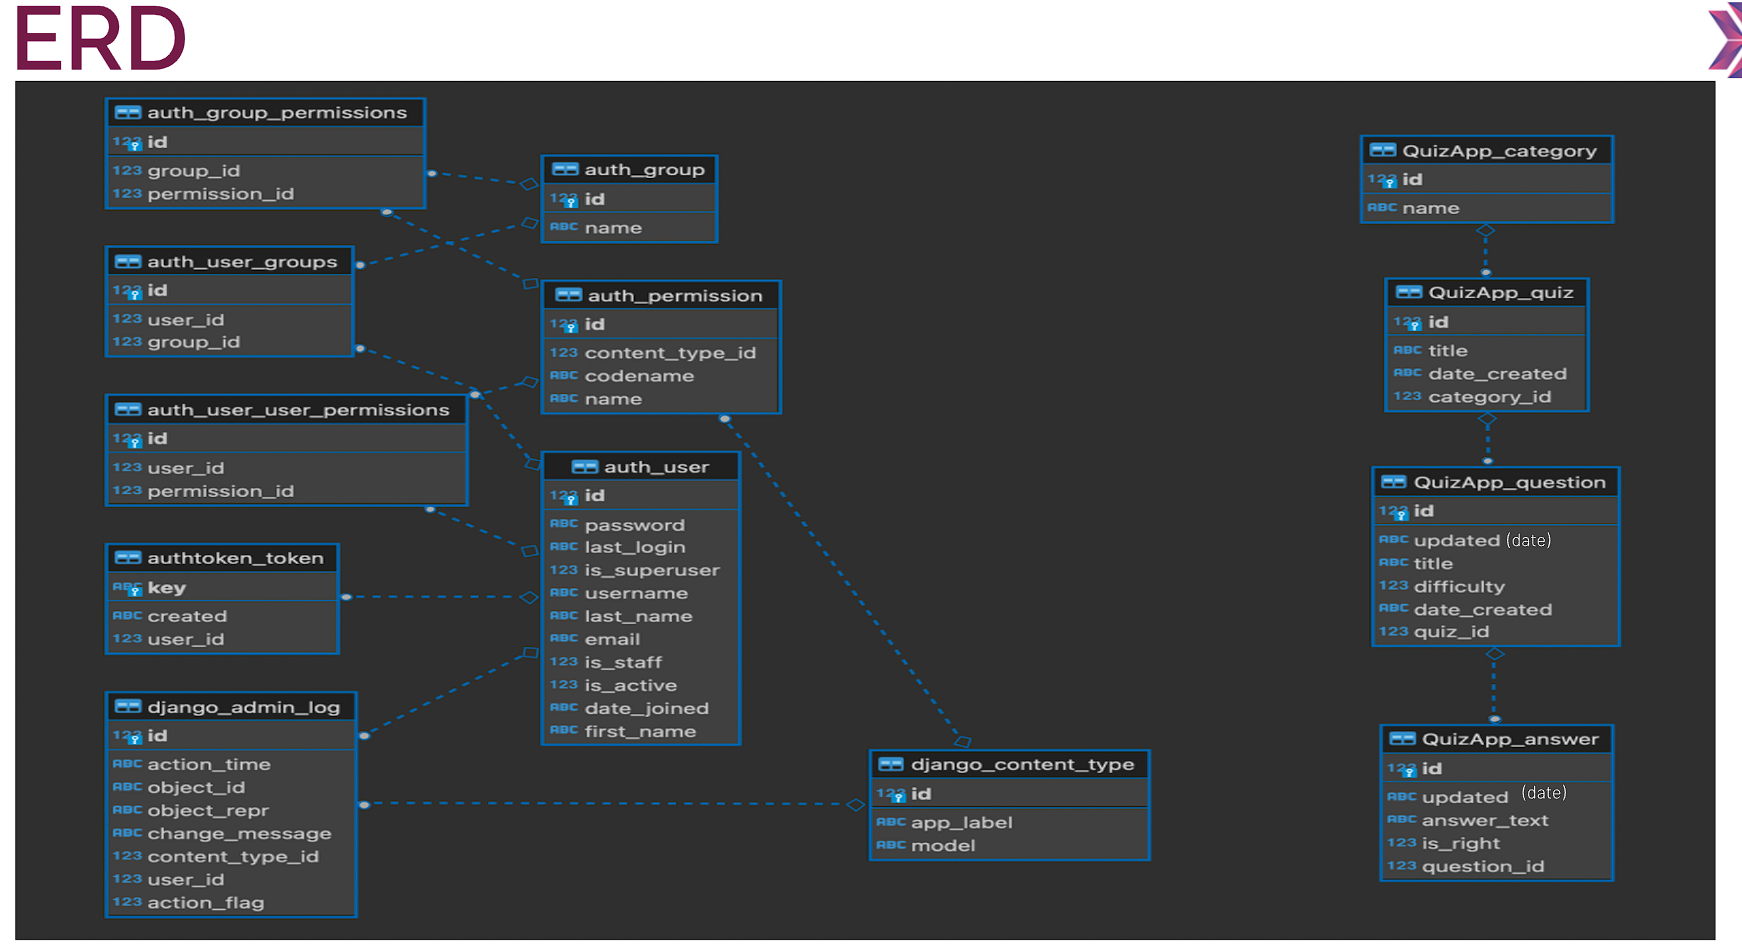 ERD
auth_group_permissions
123 id
123 group_id
123 permission_id
auth_user_groups
123 id
123 user_id
123 group_id
auth_user_user_permissions
123 id
123 user_id
123 permission_id
authtoken_token
ABC key
ABC created
123 user_id
django_admin_log
123 id
ABC action_time
ABC object_id
ABC object_repr
ABC change_message
123 content_type_id
123 user_id
123 action_flag
auth_group
123 id
ABC name
auth_permission
123 id
123 content_type_id
ABC codename
ABC name
auth_user
123 id
ABC password
ABC last_login
123 is_superuser
ABC username
ABC last_name
ABC email
123 is_staff
123 is_active
ABC date_joined
ABC first_name
django_content_type
123 id
ABC app_label
ABC model
QuizApp_category
123 id
ABC name
QuizApp_quiz
123 id
ABC title
ABC date_created
123 category_id
QuizApp_question
123 id
ABC updated (date)
ABC title
123 difficulty
ABC date_created
123 quiz_id
QuizApp_answer
123 id
ABC updated (date)
ABC answer_text
123 is_right
123 question_id